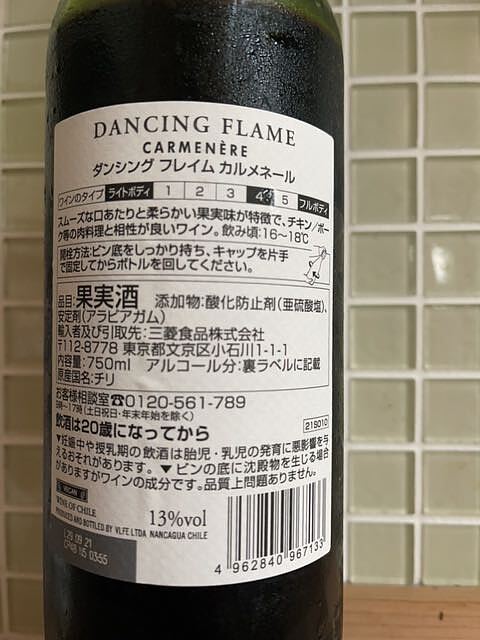 DANCING FLAME
CARMENÈRE
ダンシング フレイム カルメネール
ワインのタイプ ライトボディ 1 2 3 4 5 フルボディ
スムーズな口あたりと柔らかい果実味が特徴で、チキン/ポー
ク等の肉料理と相性が良いワイン。飲み頃:16~18℃
開栓方法:ビン底をしっかり持ち、キャップを片手
で固定してからボトルを回してください。
品目:果実酒 添加物:酸化防止剤(亜硫酸塩)、
安定剤(アラビアガム)
輸入者及び引取先:三菱食品株式会社
〒112-8778 東京都文京区小石川1-1-1
内容量:750ml アルコール分:裏ラベルに記載
原産国名:チリ
お客様相談室☎0120-561-789
9時~17時(土日祝日・年末年始を除く)
219010
飲酒は20歳になってから
▼妊娠中や授乳期の飲酒は胎児・乳児の発育に悪影響を与
えるおそれがあります。▼ビンの底に沈殿物を生じる場合
がありますがワインの成分です。品質上問題ありません。
VEGAN
WINE OF CHILE
PRODUCED AND BOTTLED BY VLFE LTDA NANCAGUA CHILE
13%vol
L29 09 21
03:55
4 962840 967133